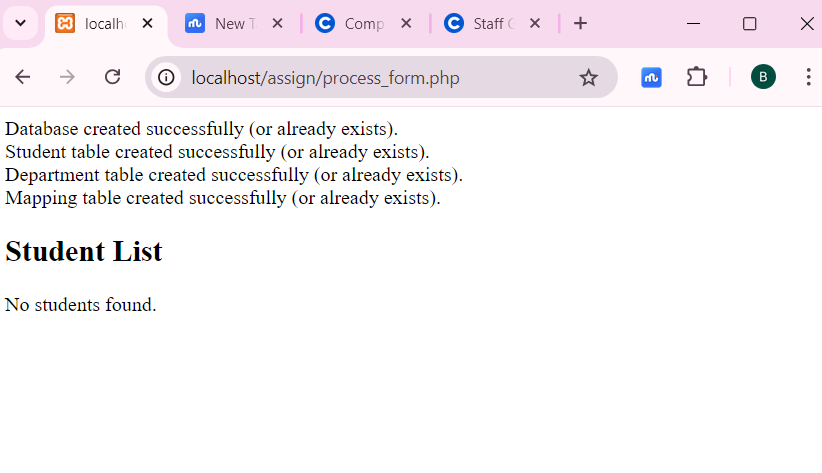 localh
New T
Comp
Staff
localhost/assign/process_form.php
B
Database created successfully (or already exists).
Student table created successfully (or already exists).
Department table created successfully (or already exists).
Mapping table created successfully (or already exists).
Student List
No students found.